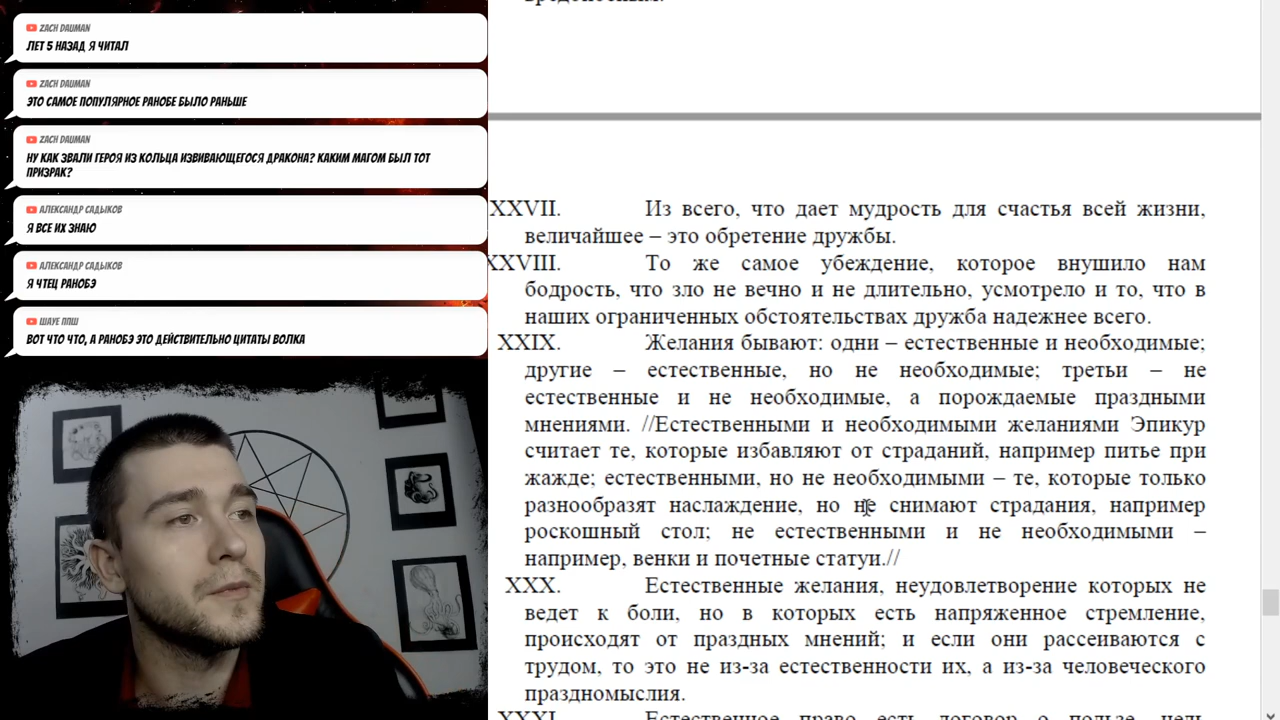 ZACH DAUMAN
ЛЕТ 5 НАЗАД Я ЧИТАЛ
ZACH DAUMAN
ЭТО САМОЕ ПОПУЛЯРНОЕ РАНОБЕ БЫЛО РАНЬШЕ
ZACH DAUMAN
НУ КАК ЗВАЛИ ГЕРОЯ ИЗ КОЛЬЦА ИЗВИВАЮЩЕГОСЯ ДРАКОНА? КАКИМ МАГОМ БЫЛ ТОТ
ПРИЗРАК?
АЛЕКСАНДР САДЫКОВ
Я ВСЕ ИХ ЗНАЮ
АЛЕКСАНДР САДЫКОВ
Я ЧТЕЦ РАНОБЭ
ШАУЕ ППШ
ВОТ ЧТО ЧТО, А РАНОБЭ ЭТО ДЕЙСТВИТЕЛЬНО ЦИТАТЫ ВОЛКА
XXVII. Из всего, что дает мудрость для счастья всей жизни,
величайшее – это обретение дружбы.
XXVIII. То же самое убеждение, которое внушило нам
бодрость, что зло не вечно и не длительно, усмотрело и то, что в
наших ограниченных обстоятельствах дружба надежнее всего.
XXIX. Желания бывают: одни – естественные и необходимые;
другие – естественные, но не необходимые; третьи – не
естественные и не необходимые, а порождаемые праздными
мнениями. //Естественными и необходимыми желаниями Эпикур
считает те, которые избавляют от страданий, например питье при
жажде; естественными, но не необходимыми – те, которые только
разнообразят наслаждение, но не снимают страдания, например
роскошный стол; не естественными и не необходимыми –
например, венки и почетные статуи.//
XXX. Естественные желания, неудовлетворение которых не
ведет к боли, но в которых есть напряженное стремление,
происходят от праздных мнений; и если они рассеиваются с
трудом, то это не из-за естественности их, а из-за человеческого
праздномыслия.
XXXI. Естественное право есть договор о пользе, цель